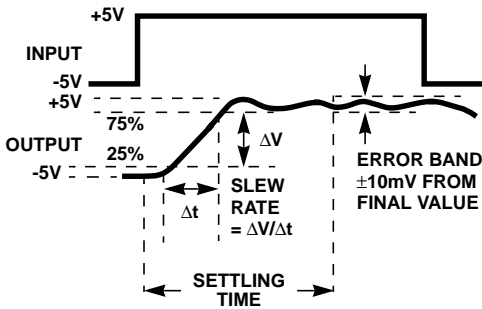 +5V
INPUT
-5V
+5V
75%
OUTPUT
25%
-5V
ΔV
Δt
SLEW
RATE
= ΔV/Δt
ERROR BAND
±10mV FROM
FINAL VALUE
SETTLING
TIME